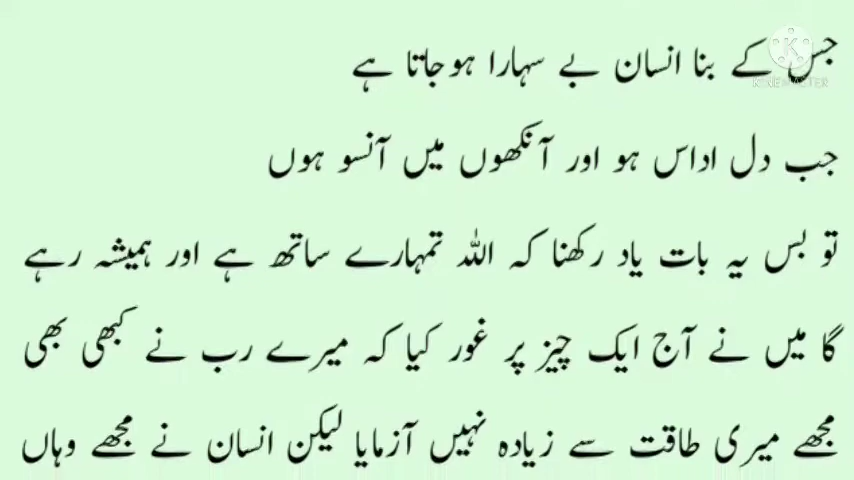 جس کے بنا انسان بے سہارا ہوجاتا ہے
KINEMASTER
جب دل اداس ہو اور آنکھوں میں آنسو ہوں
تو بس یہ بات یاد رکھنا کہ اللہ تمہارے ساتھ ہے اور ہمیشہ رہے
گا میں نے آج ایک چیز پر غور کیا کہ میرے رب نے کبھی بھی
مجھے میری طاقت سے زیادہ نہیں آزمایا لیکن انسان نے مجھے وہاں